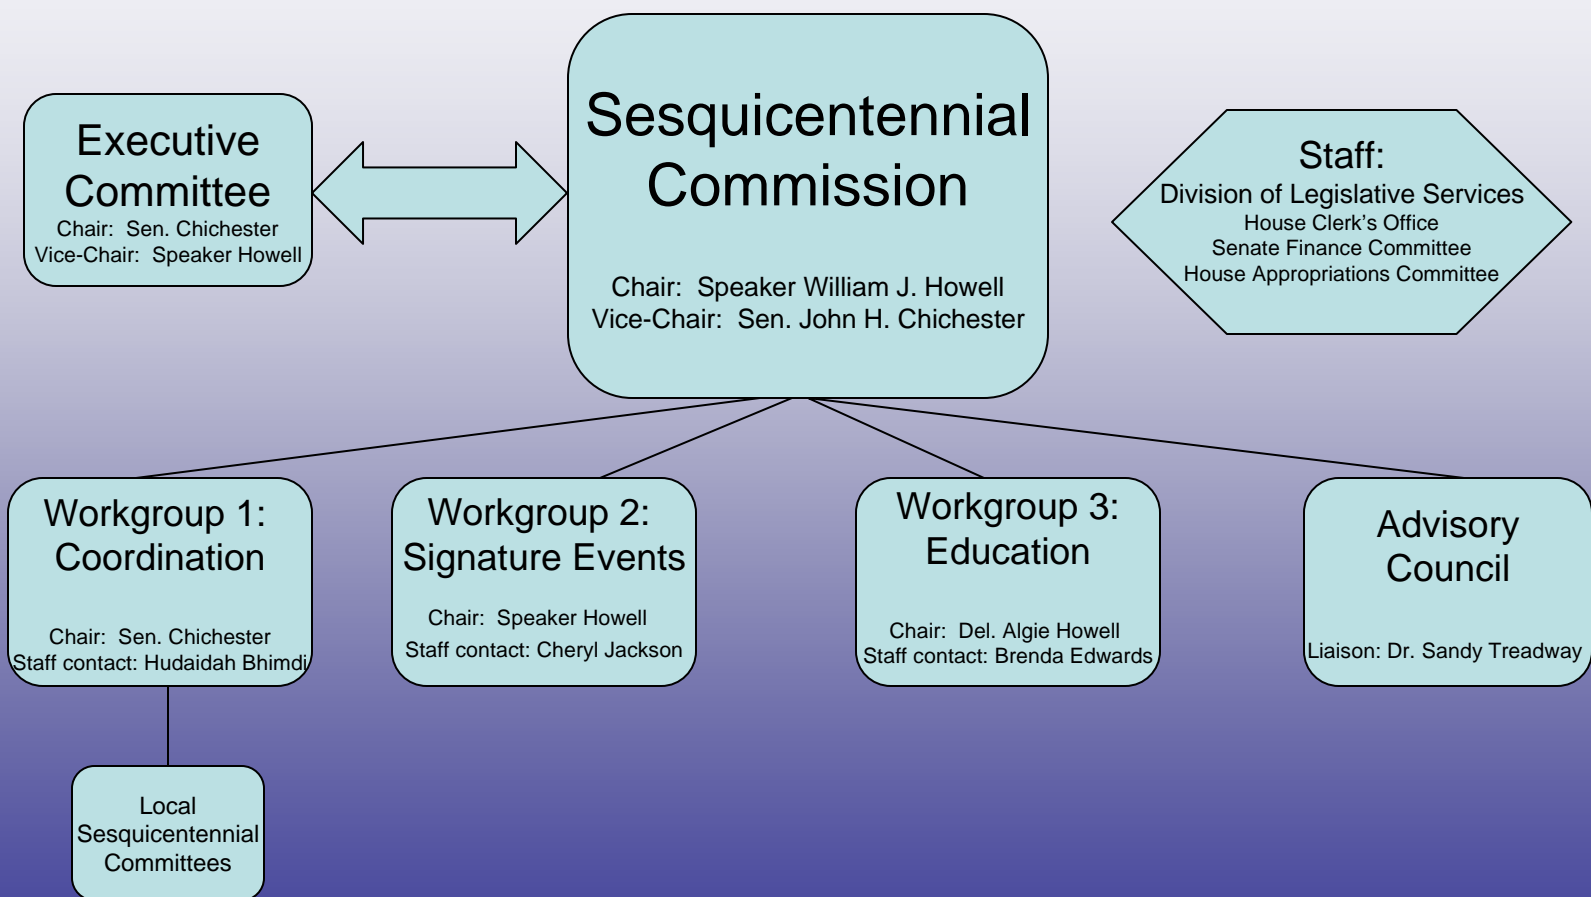 Executive
Committee
Chair: Sen. Chichester
Vice-Chair: Speaker Howell
Sesquicentennial
Commission
Chair: Speaker William J. Howell
Vice-Chair: Sen. John H. Chichester
Staff:
Division of Legislative Services
House Clerk’s Office
Senate Finance Committee
House Appropriations Committee
Workgroup 1:
Coordination
Chair: Sen. Chichester
Staff contact: Hudaidah Bhimdi
Workgroup 2:
Signature Events
Chair: Speaker Howell
Staff contact: Cheryl Jackson
Workgroup 3:
Education
Chair: Del. Algie Howell
Staff contact: Brenda Edwards
Advisory
Council
Liaison: Dr. Sandy Treadway
Local
Sesquicentennial
Committees